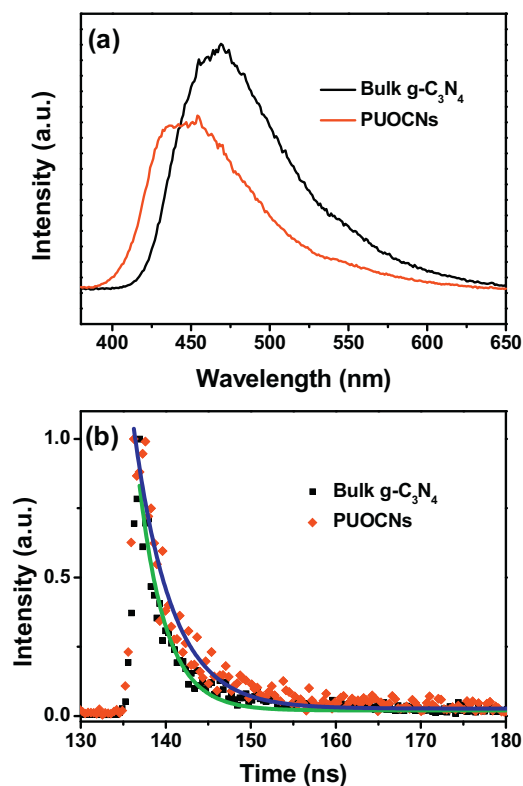 (a)
Bulk g-C₃N₄
PUOCNs
Intensity (a.u.)
400 450 500 550 600 650
Wavelength (nm)
(b)
1.0
Bulk g-C₃N₄
PUOCNs
0.5
Intensity (a.u.)
0.0
130 140 150 160 170 180
Time (ns)